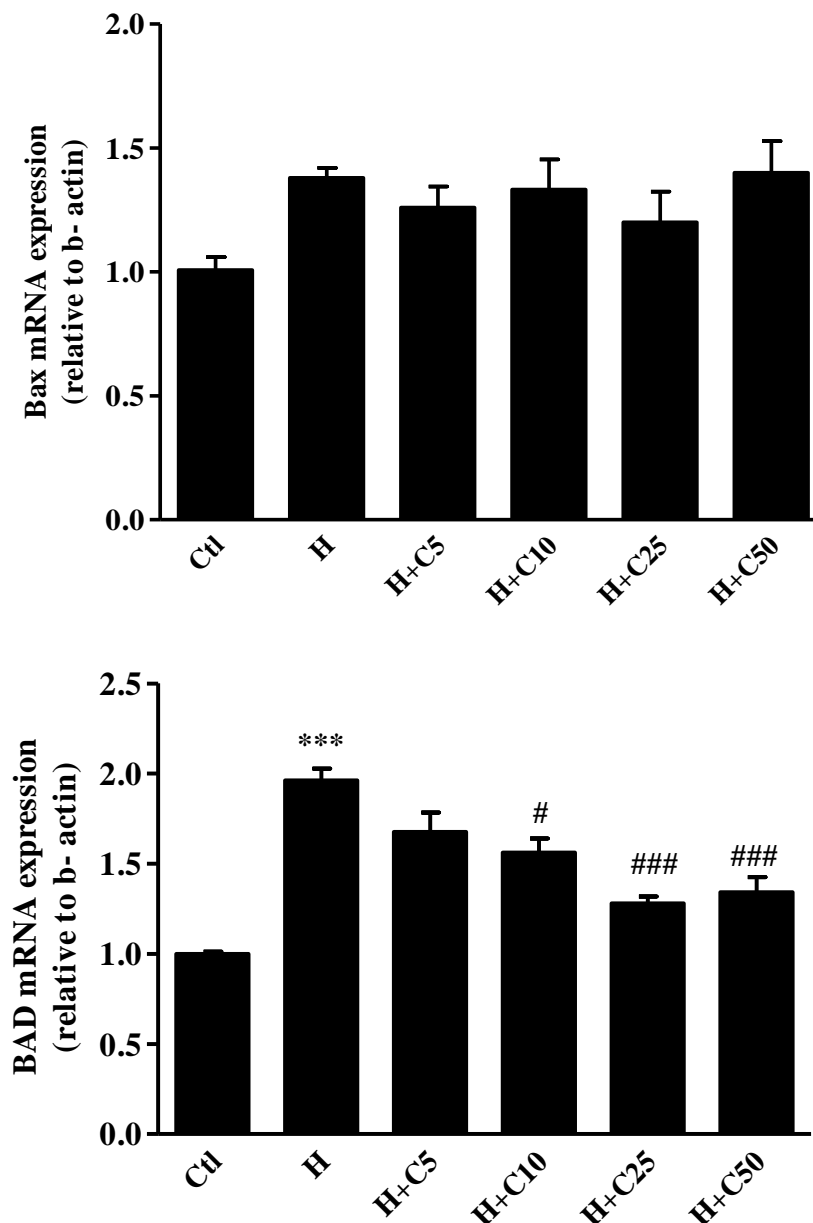 2.0
1.5
1.0
0.5
0.0
Bax mRNA expression
(relative to b- actin)
Ctl
H
H+C5
H+C10
H+C25
H+C50
2.5
2.0
1.5
1.0
0.5
0.0
BAD mRNA expression
(relative to b- actin)
***
#
###
###
Ctl
H
H+C5
H+C10
H+C25
H+C50